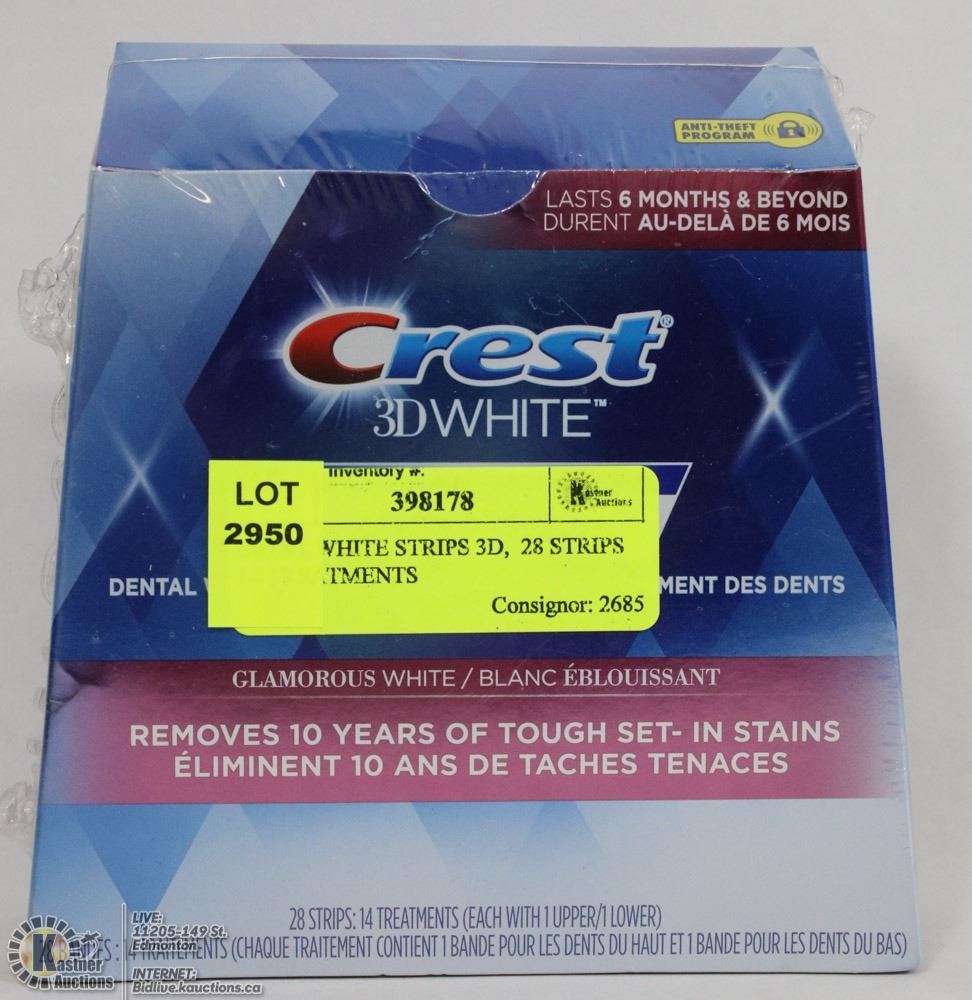 ANTI-THEFT
PROGRAM
LASTS 6 MONTHS & BEYOND
DURENT AU-DELÀ DE 6 MOIS
Crest®
3D WHITE™
Inventory #:
LOT
398178
Kastner
Auctions
2950
WHITE STRIPS 3D, 28 STRIPS
TMENTS
DENTAL
MENT DES DENTS
Consignor: 2685
GLAMOROUS WHITE / BLANC ÉBLOUISSANT
REMOVES 10 YEARS OF TOUGH SET- IN STAINS
ÉLIMINENT 10 ANS DE TACHES TENACES
28 STRIPS: 14 TREATMENTS (EACH WITH 1 UPPER/1 LOWER)
: 14 TRAITEMENTS (CHAQUE TRAITEMENT CONTIENT 1 BANDE POUR LES DENTS DU HAUT ET 1 BANDE POUR LES DENTS DU BAS)
LIVE:
11205-149 St.
Edmonton
Kastner
Auctions
INTERNET:
Bidlive.kauctions.ca